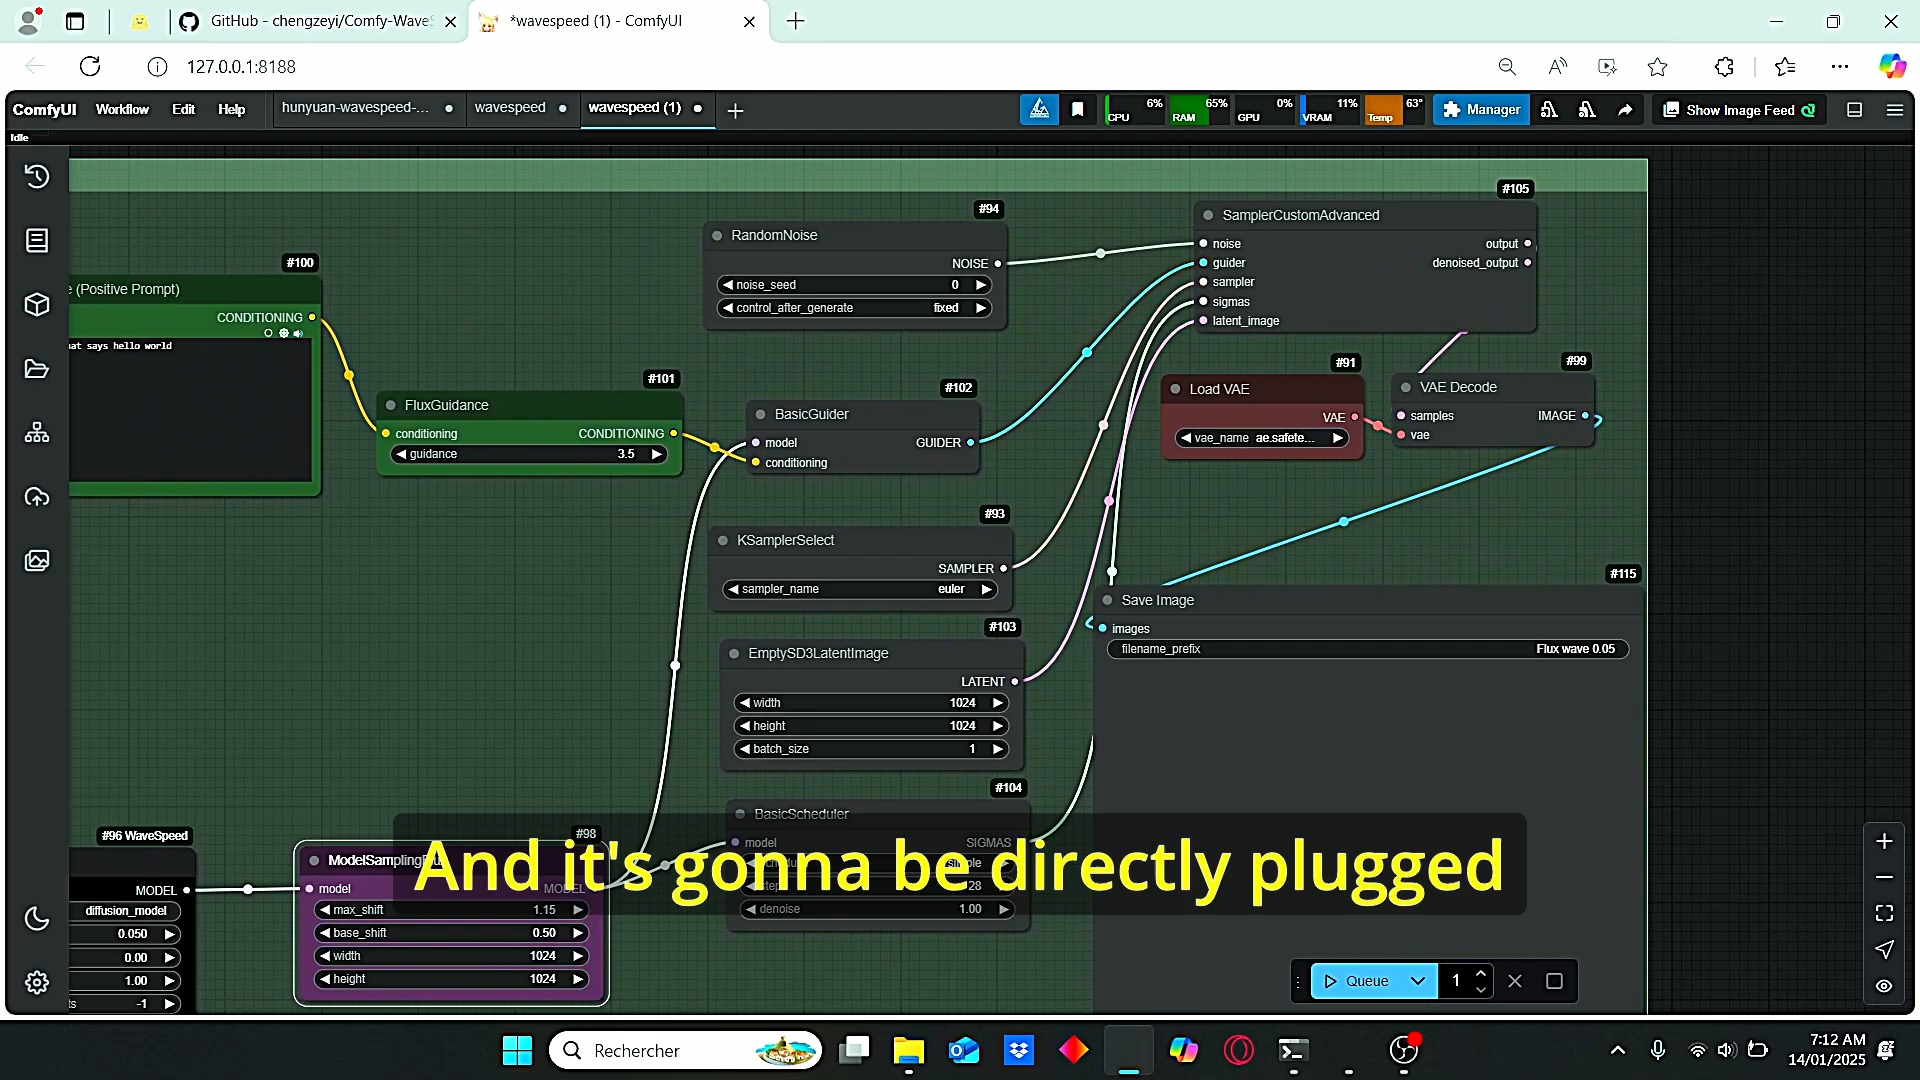 GitHub - chengzeyi/Comfy-WaveS
*wavespeed (1) - ComfyUI
127.0.0.1:8188
ComfyUI
Workflow
Edit
Help
hunyuan-wavespeed-...
wavespeed
wavespeed (1)
CPU 6%
RAM 65%
GPU 0%
VRAM 11%
Temp 63°
Manager
Show Image Feed
Idle
#100
e (Positive Prompt)
CONDITIONING
hat says hello world
#101
FluxGuidance
conditioning
CONDITIONING
guidance 3.5
#94
RandomNoise
NOISE
noise_seed 0
control_after_generate fixed
#102
BasicGuider
model
GUIDER
conditioning
#93
KSamplerSelect
SAMPLER
sampler_name euler
#103
EmptySD3LatentImage
LATENT
width 1024
height 1024
batch_size 1
#104
BasicScheduler
model
SIGMAS
28
denoise 1.00
#105
SamplerCustomAdvanced
noise
output
guider
denoised_output
sampler
sigmas
latent_image
#91
Load VAE
VAE
vae_name ae.safete...
#99
VAE Decode
samples
IMAGE
vae
#115
Save Image
images
filename_prefix Flux wave 0.05
#96 WaveSpeed
MODEL
diffusion_model
0.050
0.00
1.00
ts -1
#98
ModelSampling
model
MODEL
max_shift 1.15
base_shift 0.50
width 1024
height 1024
And it's gonna be directly plugged
Queue
1
Rechercher
7:12 AM
14/01/2025